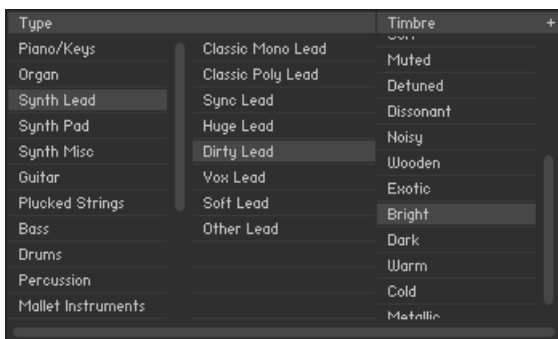 Type
Timbre +
Piano/Keys
Organ
Synth Lead
Synth Pad
Synth Misc
Guitar
Plucked Strings
Bass
Drums
Percussion
Mallet Instruments
Classic Mono Lead
Classic Poly Lead
Sync Lead
Huge Lead
Dirty Lead
Vox Lead
Soft Lead
Other Lead
Muted
Detuned
Dissonant
Noisy
Wooden
Exotic
Bright
Dark
Warm
Cold
Metallic